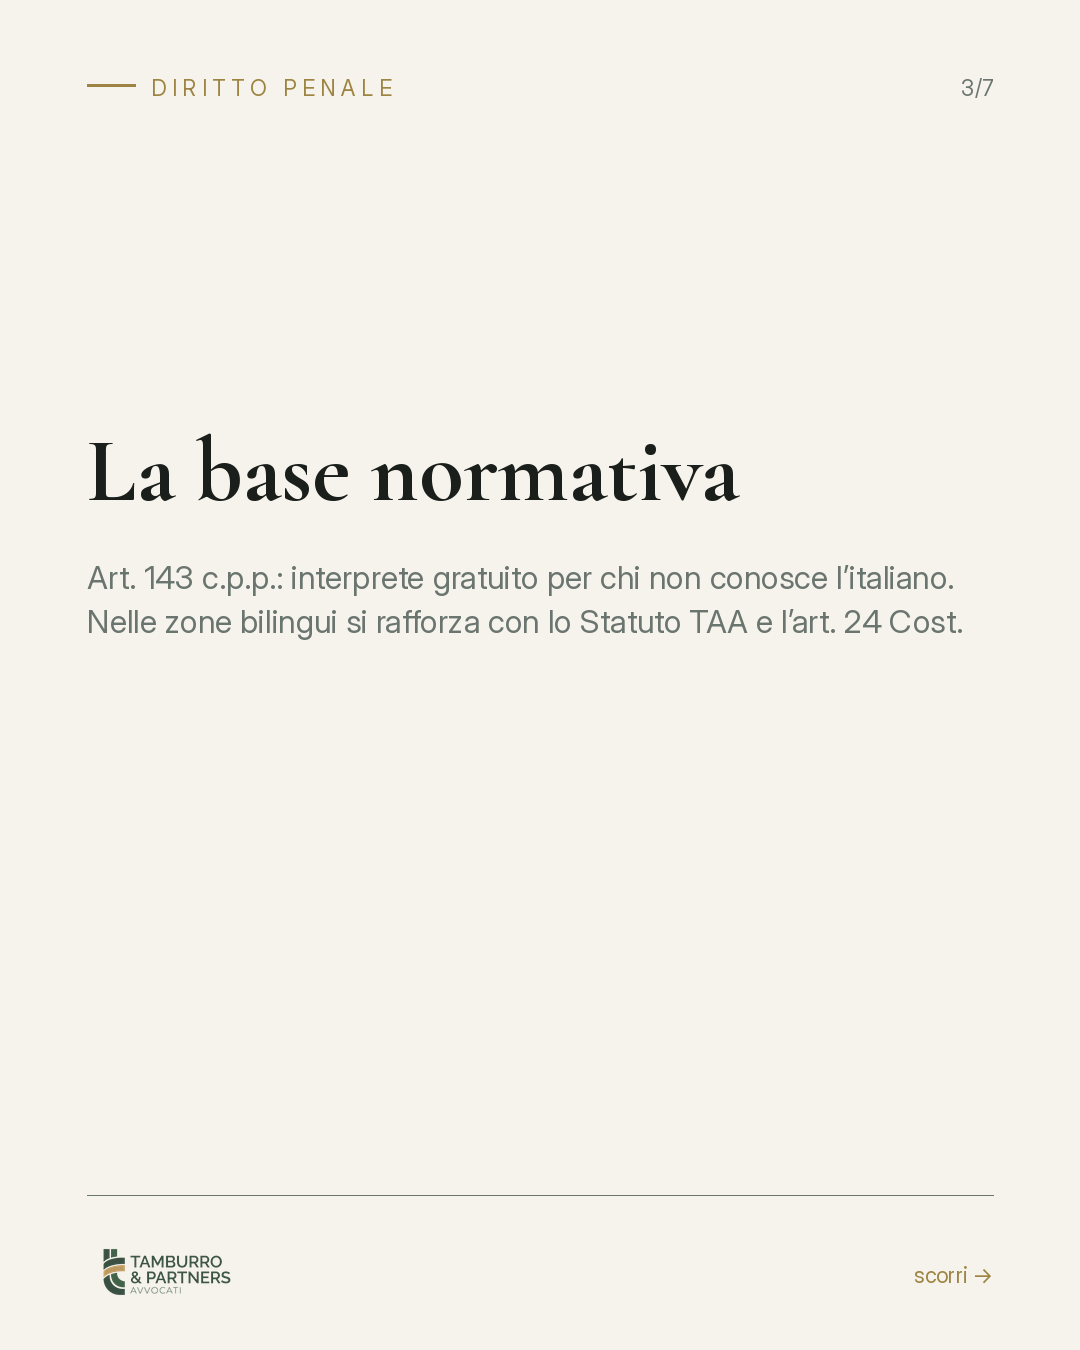 DIRITTO PENALE
3/7
La base normativa
Art. 143 c.p.p.: interprete gratuito per chi non conosce l’italiano.
Nelle zone bilingui si rafforza con lo Statuto TAA e l’art. 24 Cost.
TAMBURRO
& PARTNERS
AVVOCATI
scorri →